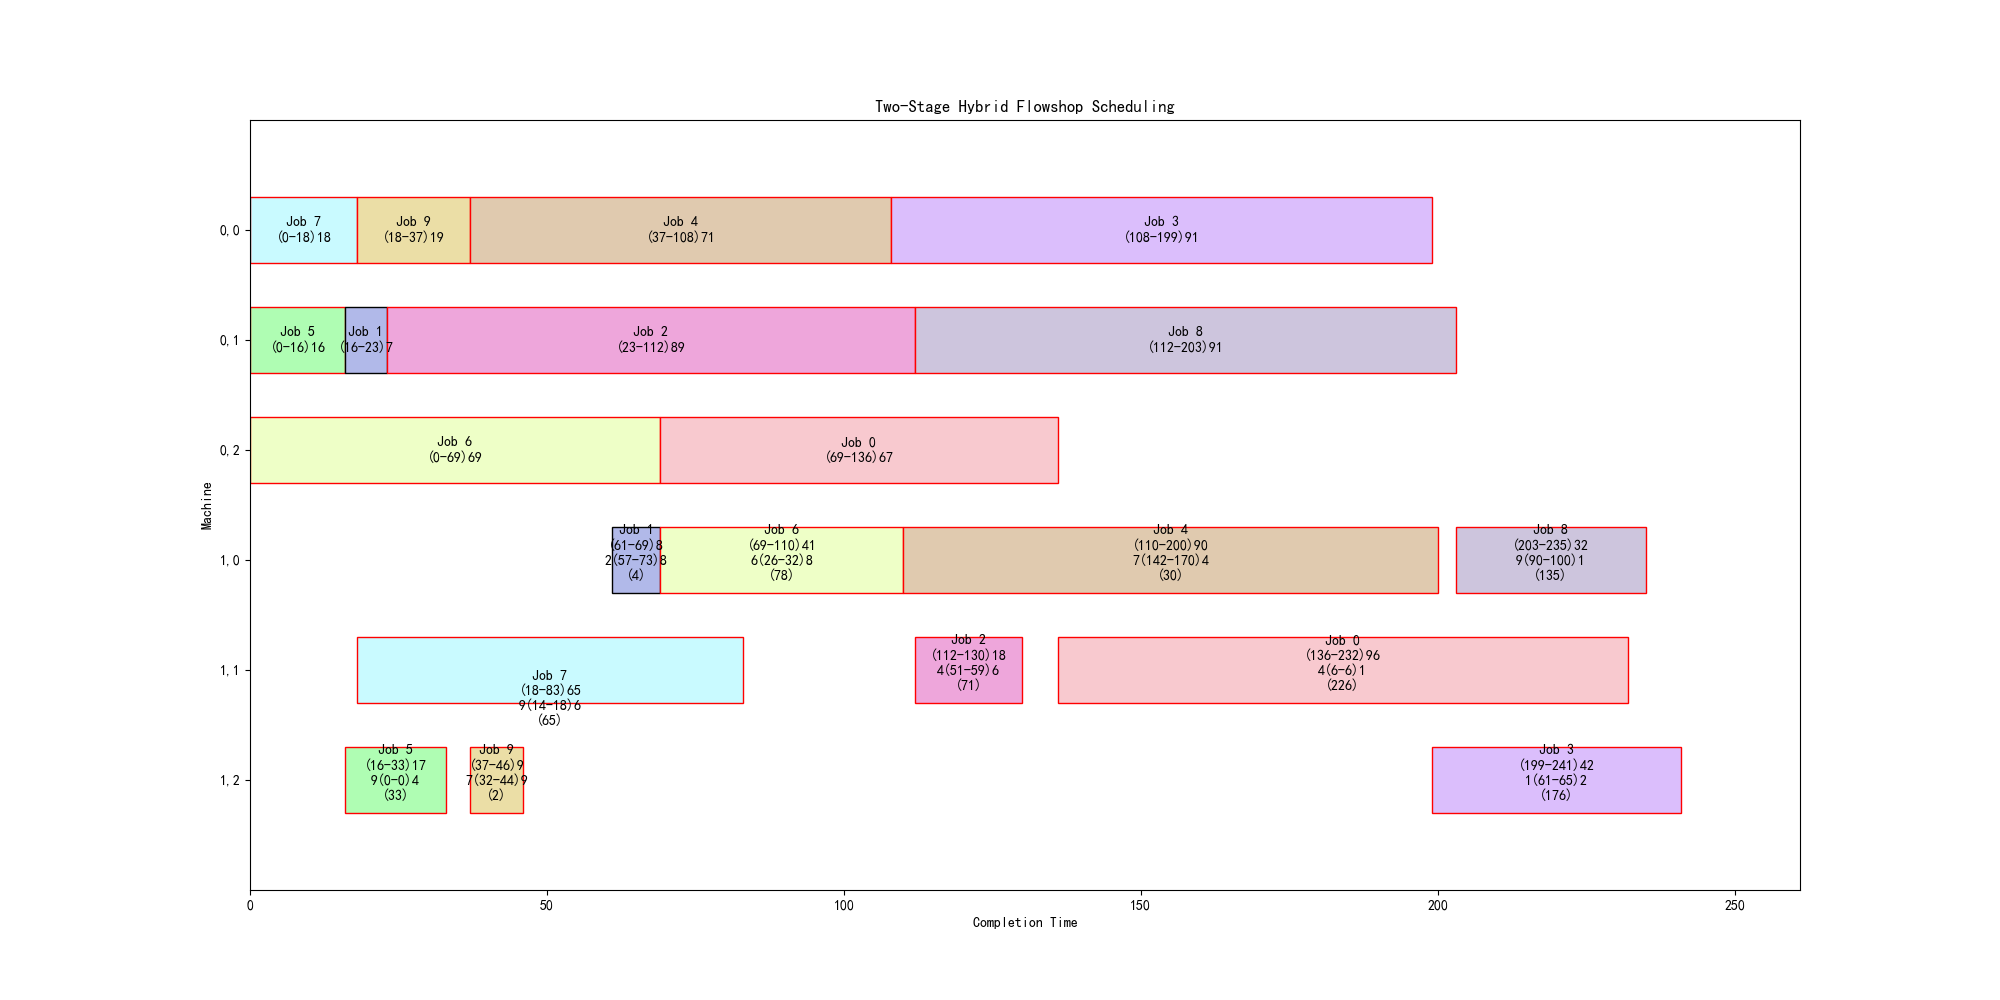 Two-Stage Hybrid Flowshop Scheduling
Machine
0,0
Job 7
(0-18)18
Job 9
(18-37)19
Job 4
(37-108)71
Job 3
(108-199)91
0,1
Job 5
(0-16)16
Job 1
(16-23)7
Job 2
(23-112)89
Job 8
(112-203)91
0,2
Job 6
(0-69)69
Job 0
(69-136)67
1,0
Job 1
(61-69)8
2(57-73)8
(4)
Job 6
(69-110)41
6(26-32)8
(78)
Job 4
(110-200)90
7(142-170)4
(30)
Job 8
(203-235)32
9(90-100)1
(135)
1,1
Job 7
(18-83)65
9(14-18)6
(65)
Job 2
(112-130)18
4(51-59)6
(71)
Job 0
(136-232)96
4(6-6)1
(226)
1,2
Job 5
(16-33)17
9(0-0)4
(33)
Job 9
(37-46)9
7(32-44)9
(2)
Job 3
(199-241)42
1(61-65)2
(176)
0 50 100 150 200 250
Completion Time